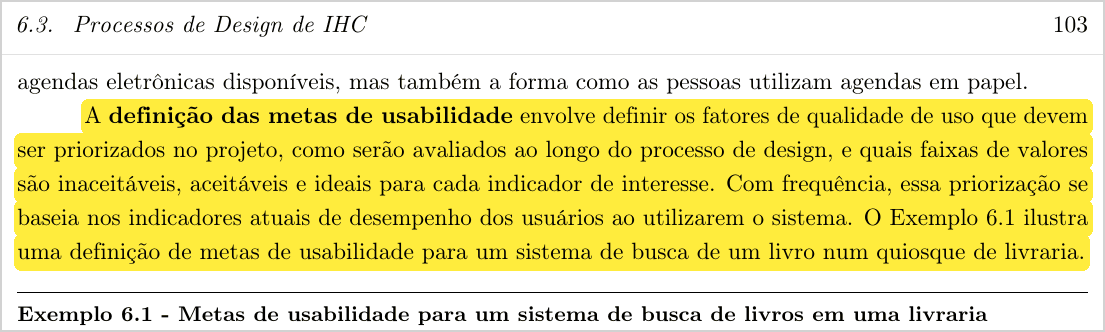 6.3. Processos de Design de IHC 103
agendas eletrônicas disponíveis, mas também a forma como as pessoas utilizam agendas em papel.
A definição das metas de usabilidade envolve definir os fatores de qualidade de uso que devem
ser priorizados no projeto, como serão avaliados ao longo do processo de design, e quais faixas de valores
são inaceitáveis, aceitáveis e ideais para cada indicador de interesse. Com frequência, essa priorização se
baseia nos indicadores atuais de desempenho dos usuários ao utilizarem o sistema. O Exemplo 6.1 ilustra
uma definição de metas de usabilidade para um sistema de busca de um livro num quiosque de livraria.
Exemplo 6.1 - Metas de usabilidade para um sistema de busca de livros em uma livraria